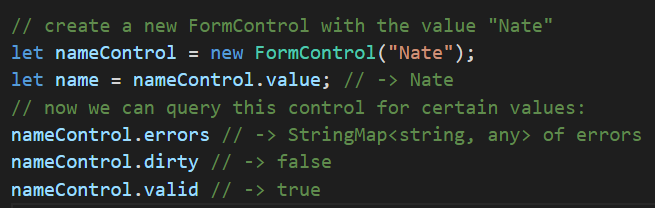 // create a new FormControl with the value "Nate"
let nameControl = new FormControl("Nate");
let name = nameControl.value; // -> Nate
// now we can query this control for certain values:
nameControl.errors // -> StringMap<string, any> of errors
nameControl.dirty // -> false
nameControl.valid // -> true